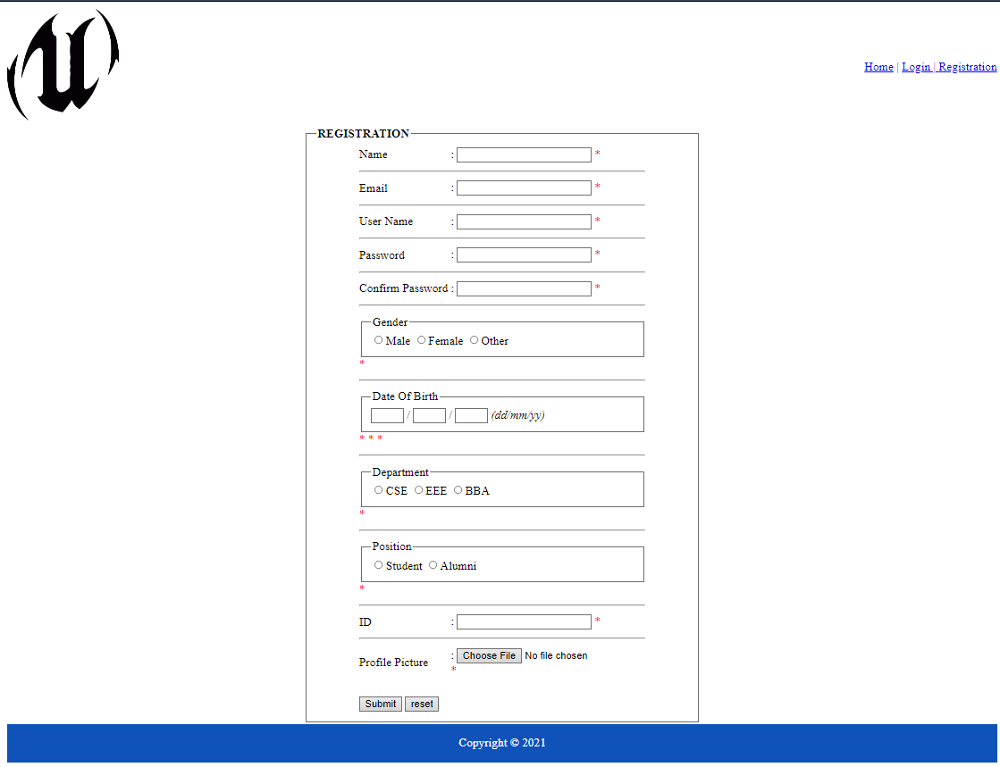 Home | Login | Registration
REGISTRATION
Name : *
Email : *
User Name : *
Password : *
Confirm Password : *
Gender
Male Female Other
*
Date Of Birth
/ / (dd/mm/yy)
* * *
Department
CSE EEE BBA
*
Position
Student Alumni
*
ID : *
Profile Picture : Choose File No file chosen
*
Submit reset
Copyright © 2021